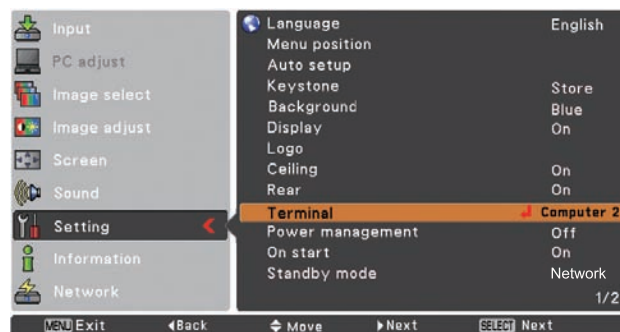 Input
PC adjust
Image select
Image adjust
Screen
Sound
Setting
Information
Network
Language English
Menu position
Auto setup
Keystone Store
Background Blue
Display On
Logo
Ceiling On
Rear On
Terminal Computer 2
Power management Off
On start On
Standby mode Network
1/2
MENU Exit Back Move Next SELECT Next